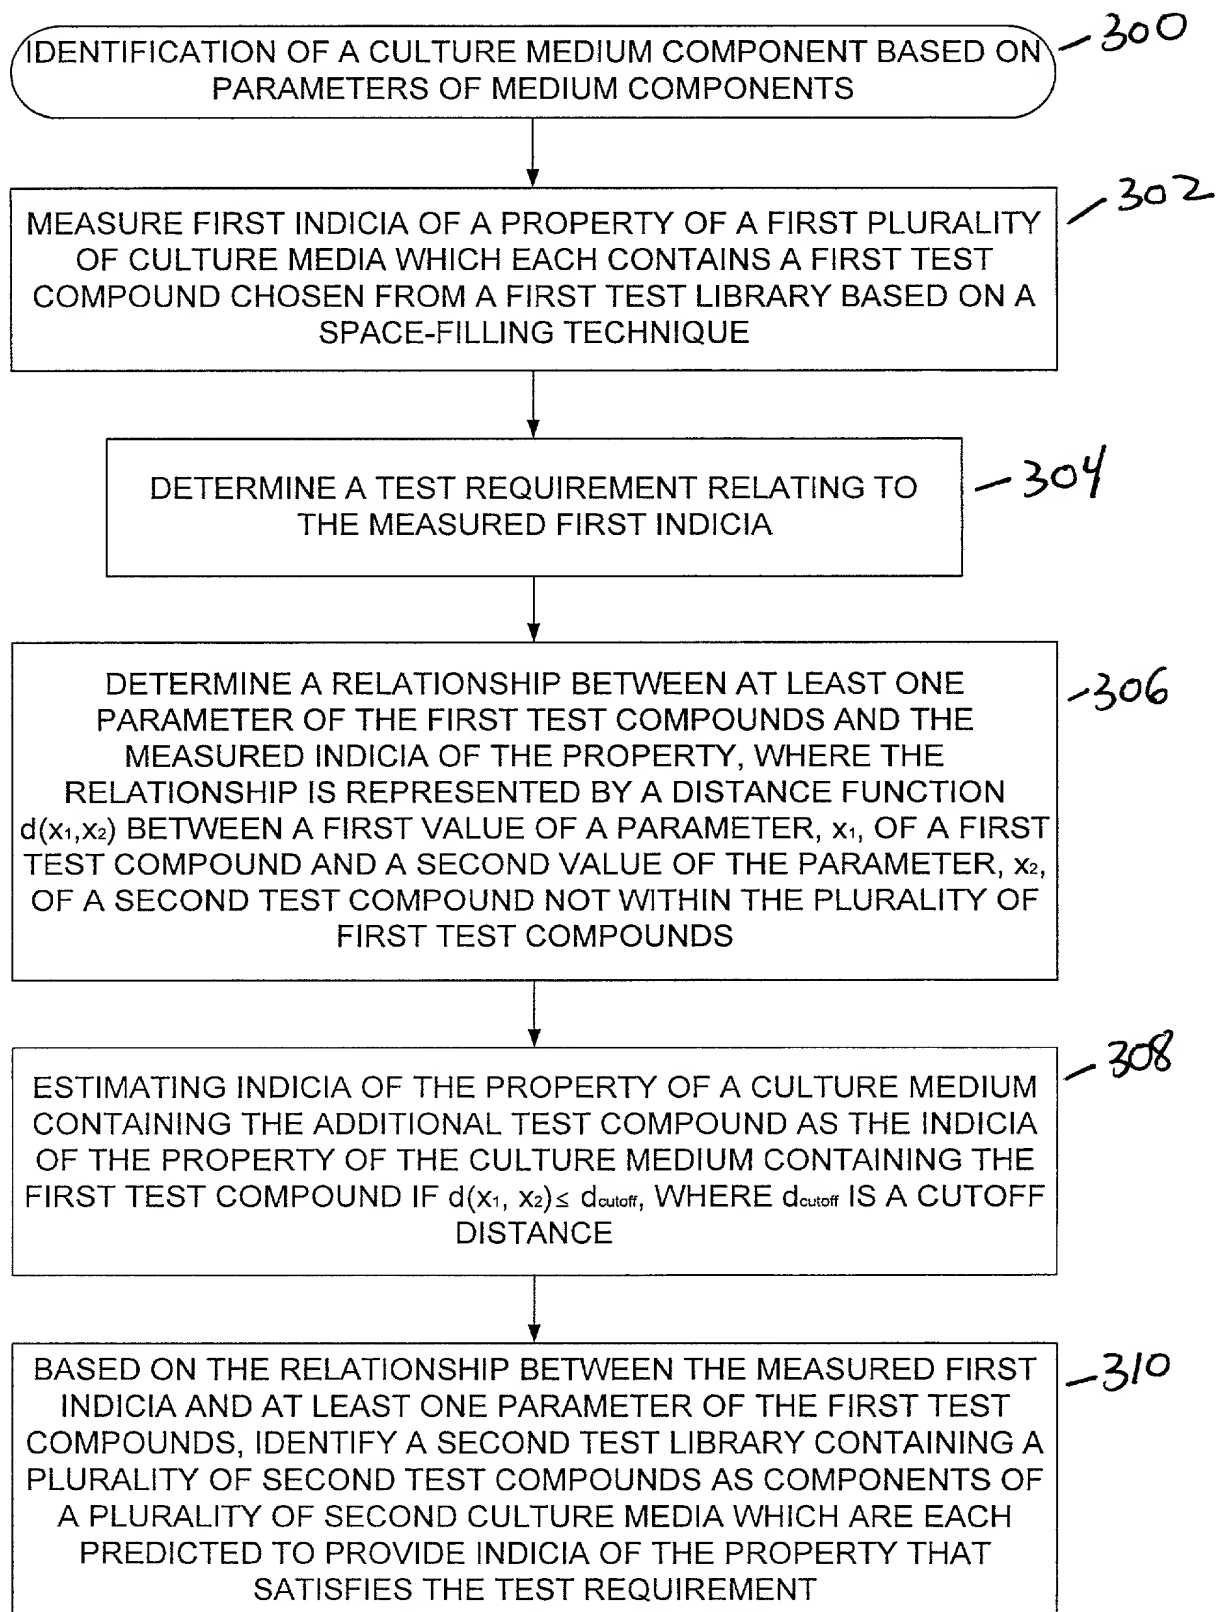 IDENTIFICATION OF A CULTURE MEDIUM COMPONENT BASED ON
PARAMETERS OF MEDIUM COMPONENTS
300
MEASURE FIRST INDICIA OF A PROPERTY OF A FIRST PLURALITY
OF CULTURE MEDIA WHICH EACH CONTAINS A FIRST TEST
COMPOUND CHOSEN FROM A FIRST TEST LIBRARY BASED ON A
SPACE-FILLING TECHNIQUE
302
DETERMINE A TEST REQUIREMENT RELATING TO
THE MEASURED FIRST INDICIA
304
DETERMINE A RELATIONSHIP BETWEEN AT LEAST ONE
PARAMETER OF THE FIRST TEST COMPOUNDS AND THE
MEASURED INDICIA OF THE PROPERTY, WHERE THE
RELATIONSHIP IS REPRESENTED BY A DISTANCE FUNCTION
d(x₁,x₂) BETWEEN A FIRST VALUE OF A PARAMETER, x₁, OF A FIRST
TEST COMPOUND AND A SECOND VALUE OF THE PARAMETER, x₂,
OF A SECOND TEST COMPOUND NOT WITHIN THE PLURALITY OF
FIRST TEST COMPOUNDS
306
ESTIMATING INDICIA OF THE PROPERTY OF A CULTURE MEDIUM
CONTAINING THE ADDITIONAL TEST COMPOUND AS THE INDICIA
OF THE PROPERTY OF THE CULTURE MEDIUM CONTAINING THE
FIRST TEST COMPOUND IF d(x₁, x₂)≤ dcutoff, WHERE dcutoff IS A CUTOFF
DISTANCE
308
BASED ON THE RELATIONSHIP BETWEEN THE MEASURED FIRST
INDICIA AND AT LEAST ONE PARAMETER OF THE FIRST TEST
COMPOUNDS, IDENTIFY A SECOND TEST LIBRARY CONTAINING A
PLURALITY OF SECOND TEST COMPOUNDS AS COMPONENTS OF
A PLURALITY OF SECOND CULTURE MEDIA WHICH ARE EACH
PREDICTED TO PROVIDE INDICIA OF THE PROPERTY THAT
SATISFIES THE TEST REQUIREMENT
310